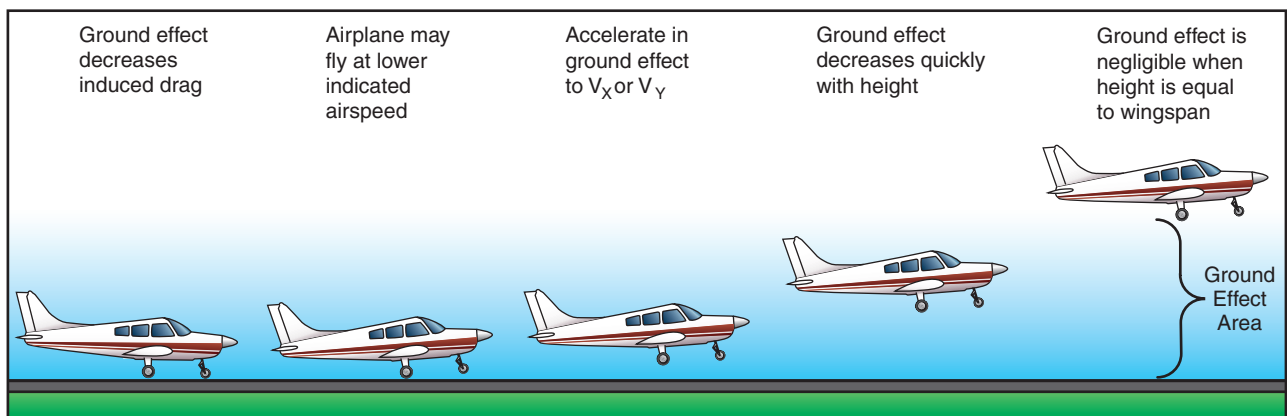 Ground effect
decreases
induced drag
Airplane may
fly at lower
indicated
airspeed
Accelerate in
ground effect
to VX or VY
Ground effect
decreases quickly
with height
Ground effect is
negligible when
height is equal
to wingspan
Ground
Effect
Area